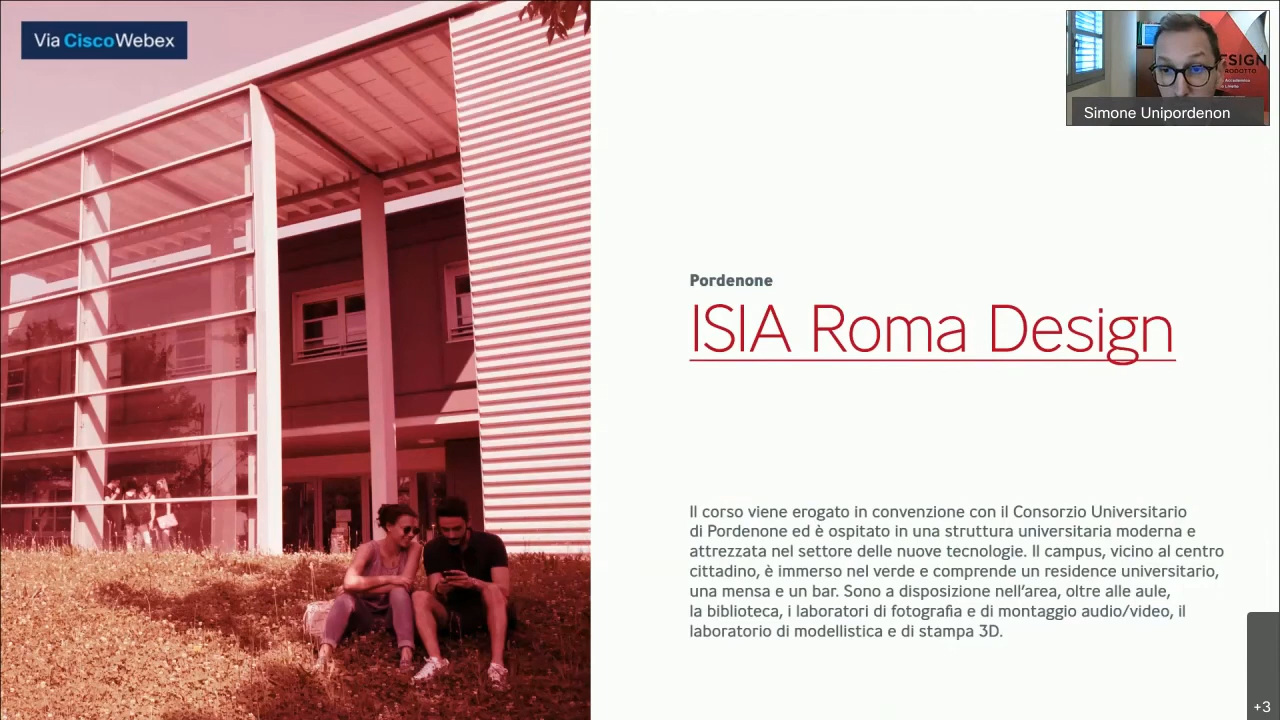 Via CiscoWebex
SIGN
RODOTTO
Simone Unipordenon
Pordenone
ISIA Roma Design
Il corso viene erogato in convenzione con il Consorzio Universitario
di Pordenone ed è ospitato in una struttura universitaria moderna e
attrezzata nel settore delle nuove tecnologie. Il campus, vicino al centro
cittadino, è immerso nel verde e comprende un residence universitario,
una mensa e un bar. Sono a disposizione nell’area, oltre alle aule,
la biblioteca, i laboratori di fotografia e di montaggio audio/video, il
laboratorio di modellistica e di stampa 3D.
+3